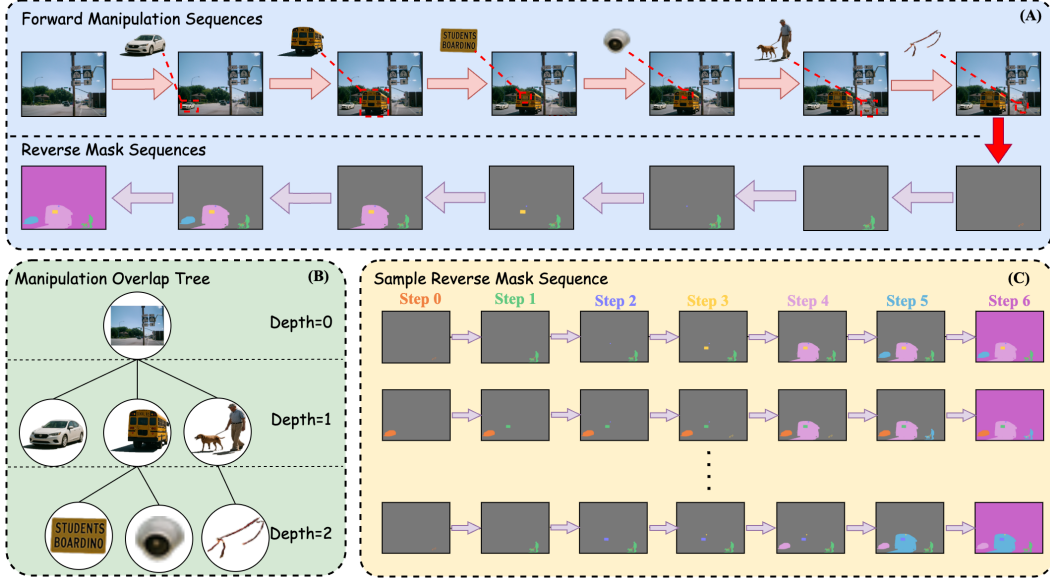 Forward Manipulation Sequences
(A)
STUDENTS
BOARDINO
Reverse Mask Sequences
Manipulation Overlap Tree
(B)
Depth=0
Depth=1
STUDENTS
BOARDINO
Depth=2
Sample Reverse Mask Sequence
(C)
Step 0 Step 1 Step 2 Step 3 Step 4 Step 5 Step 6